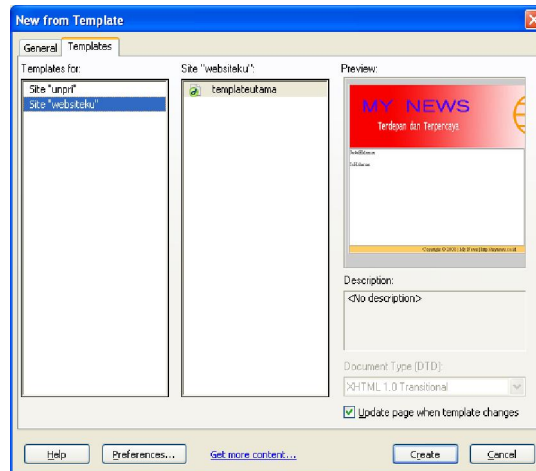 New from Template
General
Templates
Templates for:
Site "websiteku":
Preview:
Site "unpri"
Site "websiteku"
templateutama
MY NEWS
Terdepan dan Terpercaya
Description:
<No description>
Document Type (DTD):
XHTML 1.0 Transitional
Update page when template changes
Help
Preferences...
Get more content...
Create
Cancel